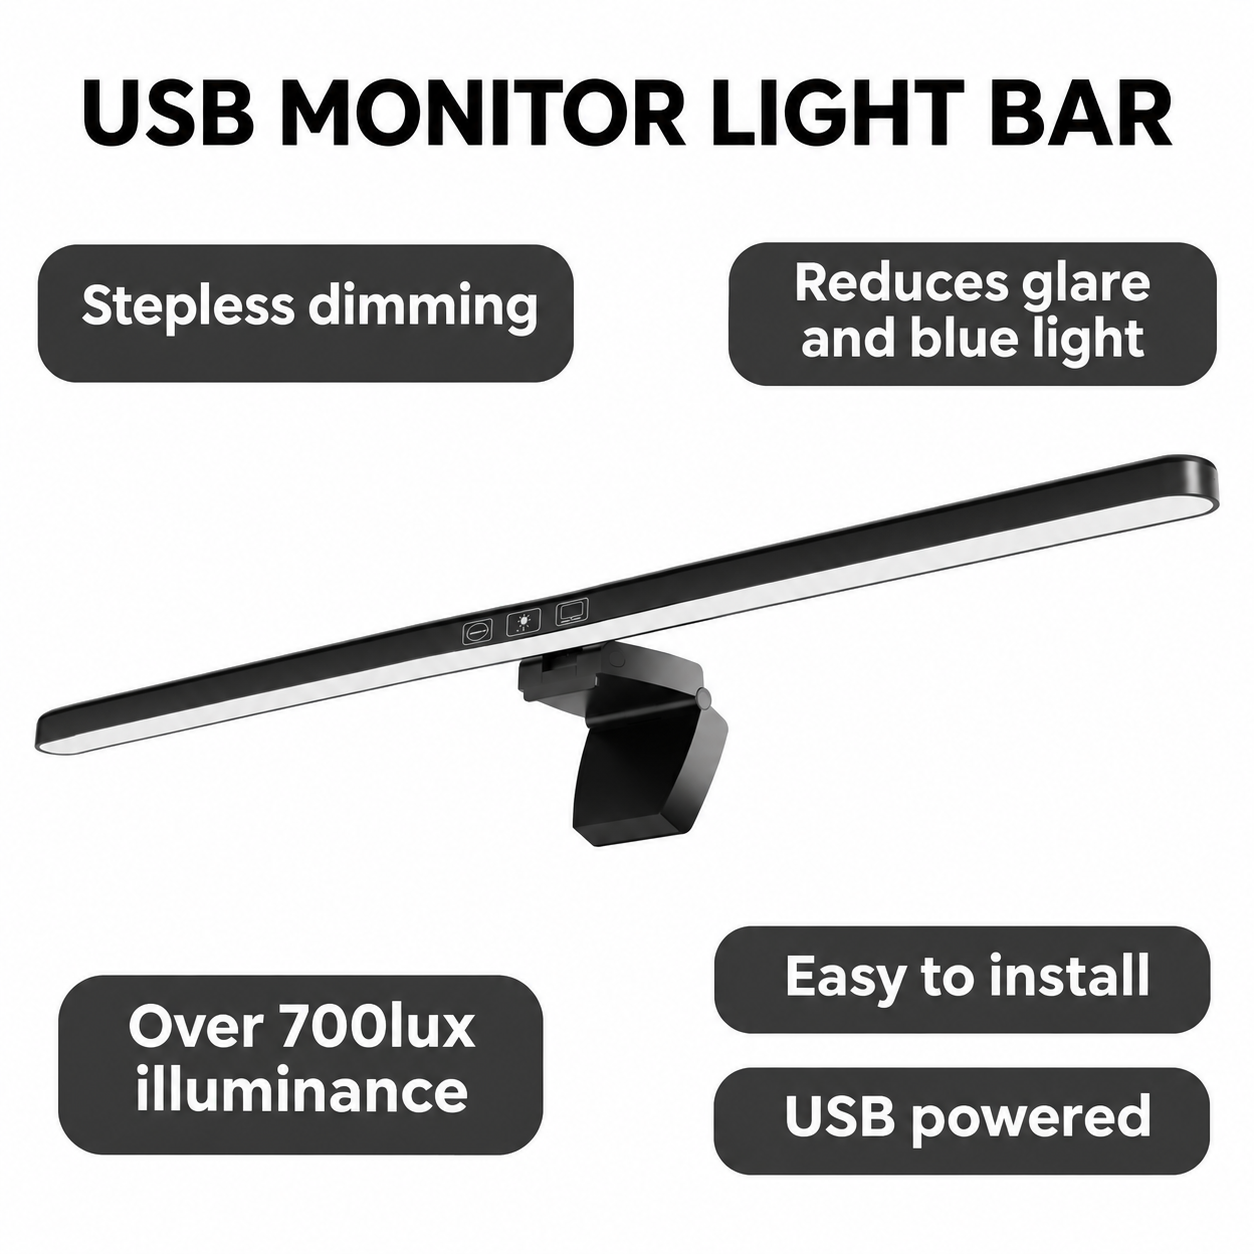 USB MONITOR LIGHT BAR
Stepless dimming
Reduces glare
and blue light
Over 700lux
illuminance
Easy to install
USB powered